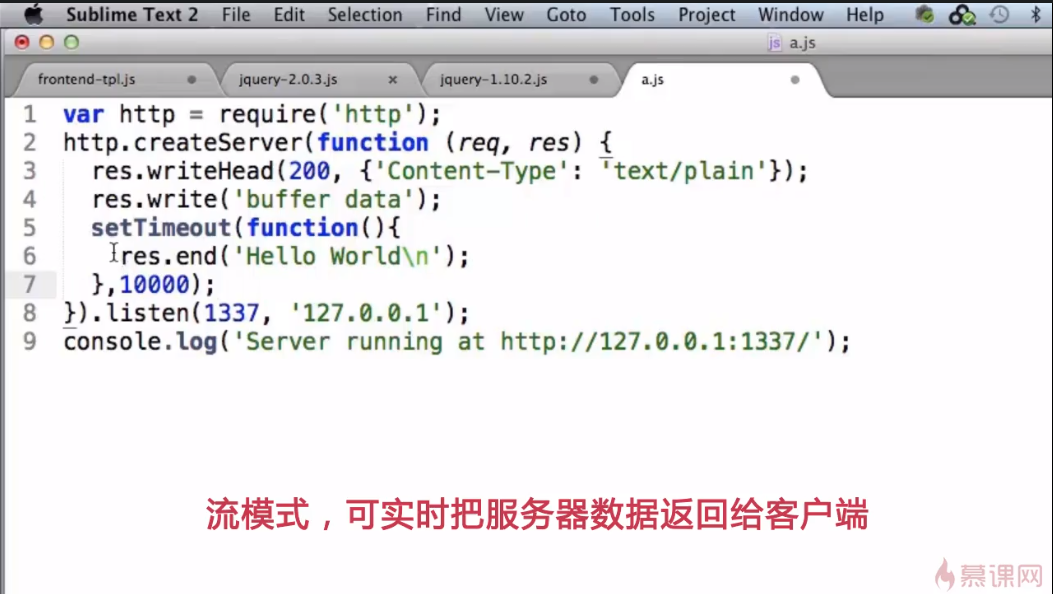 Sublime Text 2 File Edit Selection Find View Goto Tools Project Window Help
js a.js
frontend-tpl.js jquery-2.0.3.js × jquery-1.10.2.js a.js
1 var http = require('http');
2 http.createServer(function (req, res) {
3 res.writeHead(200, {'Content-Type': 'text/plain'});
4 res.write('buffer data');
5 setTimeout(function(){
6 res.end('Hello World\n');
7 },10000);
8 }).listen(1337, '127.0.0.1');
9 console.log('Server running at http://127.0.0.1:1337/');
流模式，可实时把服务器数据返回给客户端
慕课网